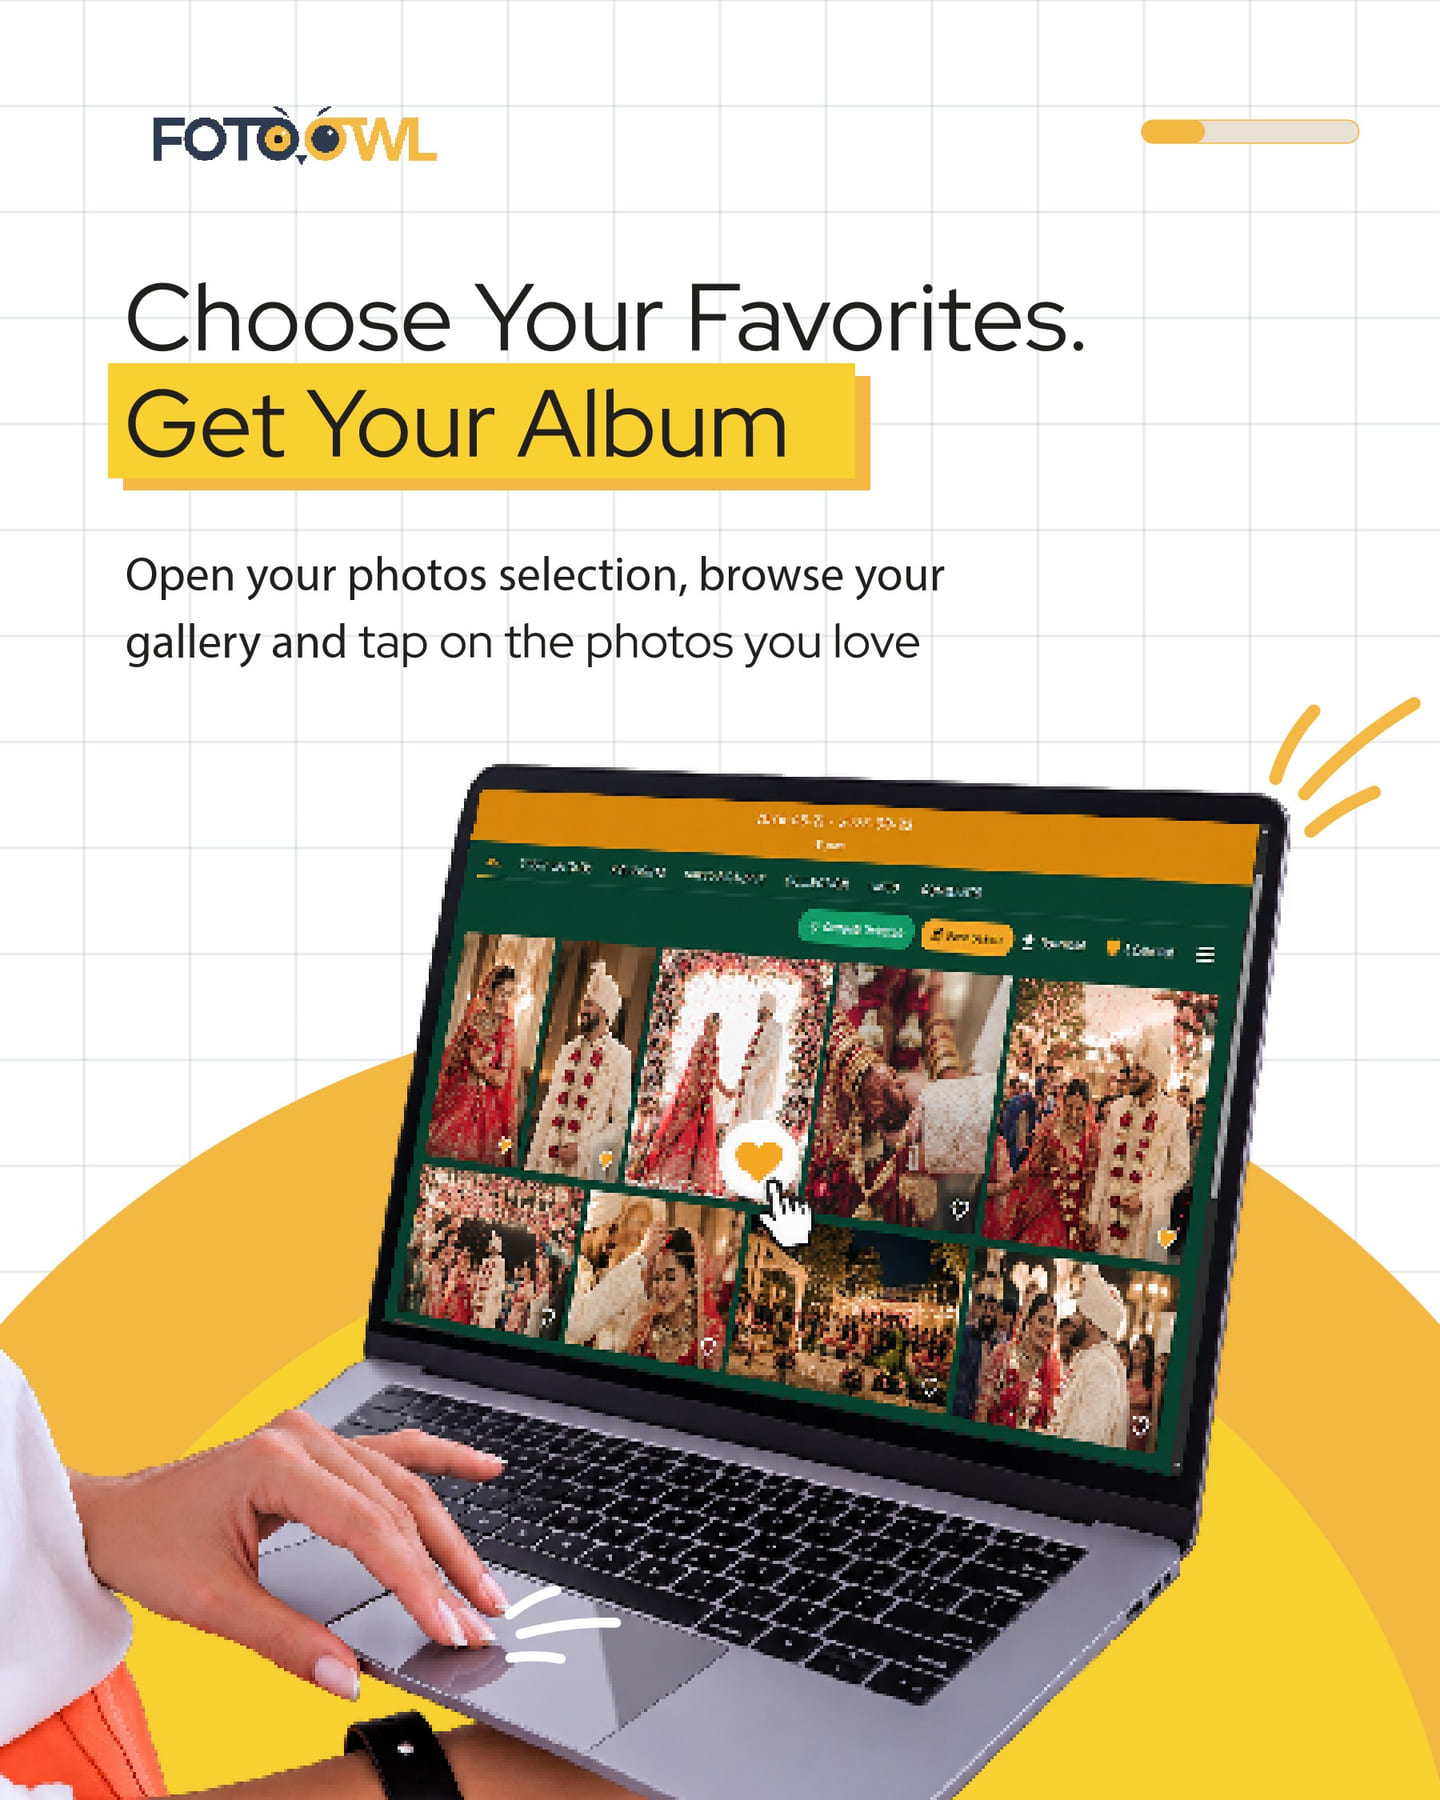 FOTOOWL
Choose Your Favorites.
Get Your Album
Open your photos selection, browse your
gallery and tap on the photos you love